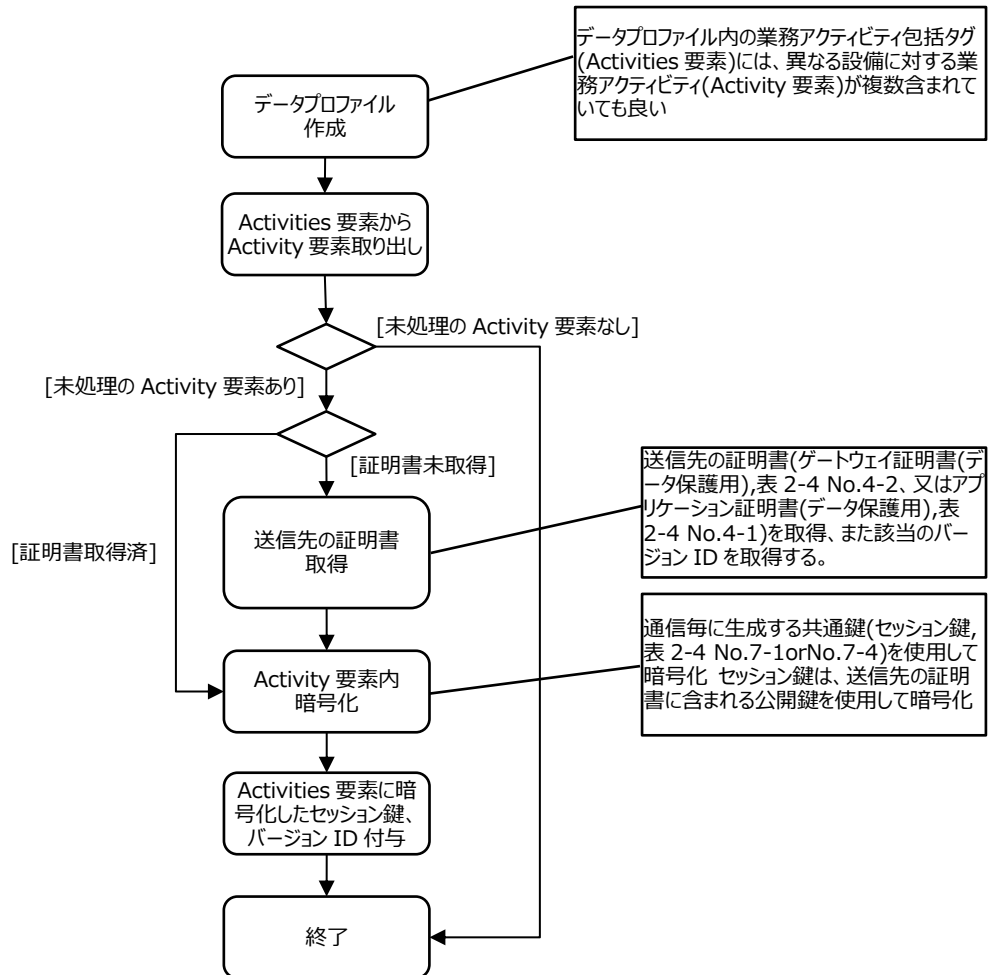 データプロファイル内の業務アクティビティ包括タグ
(Activities 要素)には、異なる設備に対する業
務アクティビティ(Activity 要素)が複数含まれて
いても良い
データプロファイル
作成
Activities 要素から
Activity 要素取り出し
[未処理の Activity 要素なし]
[未処理の Activity 要素あり]
[証明書未取得]
[証明書取得済]
送信先の証明書
取得
送信先の証明書(ゲートウェイ証明書(デ
ータ保護用),表 2-4 No.4-2、又はアプ
リケーション証明書(データ保護用),表
2-4 No.4-1)を取得、また該当のバー
ジョン ID を取得する。
Activity 要素内
暗号化
通信毎に生成する共通鍵(セッション鍵,
表 2-4 No.7-1orNo.7-4)を使用して
暗号化 セッション鍵は、送信先の証明
書に含まれる公開鍵を使用して暗号化
Activities 要素に暗
号化したセッション鍵、
バージョン ID 付与
終了